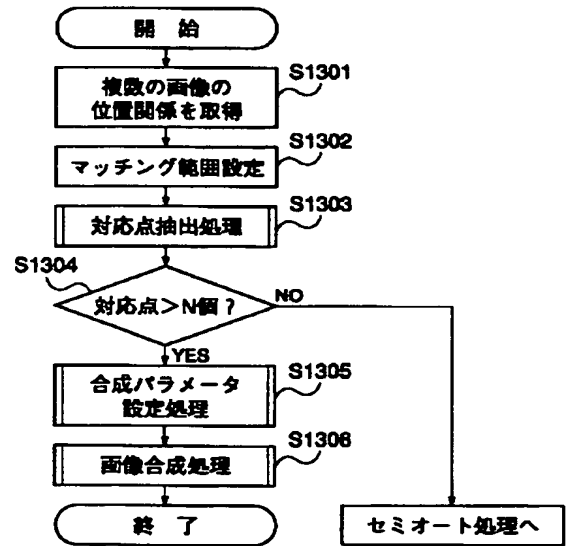 開 始
S1301
複数の画像の
位置関係を取得
S1302
マッチング範囲設定
S1303
対応点抽出処理
S1304
対応点＞N個？
NO
YES
S1305
合成パラメータ
設定処理
S1306
画像合成処理
終 了
セミオート処理へ